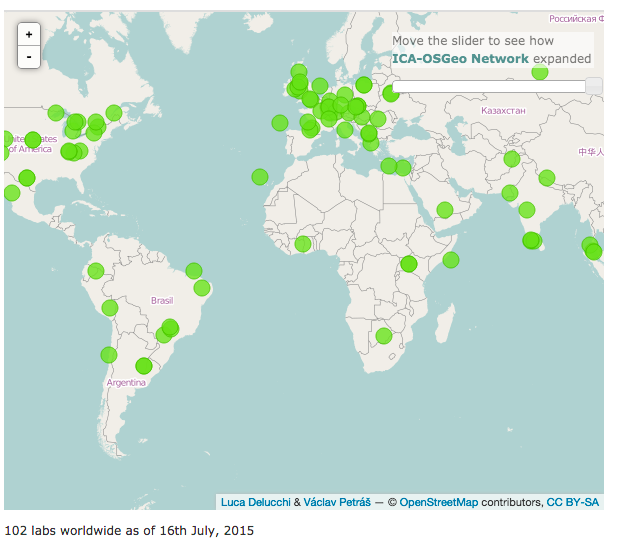 Российская Ф
+
Move the slider to see how
-
ICA-OSGeo Network expanded
Казахстан
nited States
of America
中华人
Brasil
Argentina
Luca Delucchi & Václav Petráš — © OpenStreetMap contributors, CC BY-SA
102 labs worldwide as of 16th July, 2015